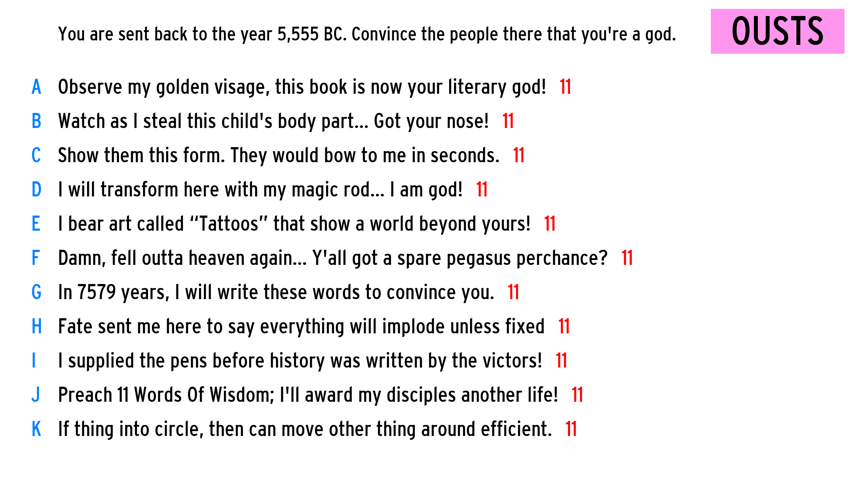 You are sent back to the year 5,555 BC. Convince the people there that you're a god.
OUSTS
A Observe my golden visage, this book is now your literary god! 11
B Watch as I steal this child's body part... Got your nose! 11
C Show them this form. They would bow to me in seconds. 11
D I will transform here with my magic rod... I am god! 11
E I bear art called “Tattoos” that show a world beyond yours! 11
F Damn, fell outta heaven again... Y'all got a spare pegasus perchance? 11
G In 7579 years, I will write these words to convince you. 11
H Fate sent me here to say everything will implode unless fixed 11
I I supplied the pens before history was written by the victors! 11
J Preach 11 Words Of Wisdom; I'll award my disciples another life! 11
K If thing into circle, then can move other thing around efficient. 11